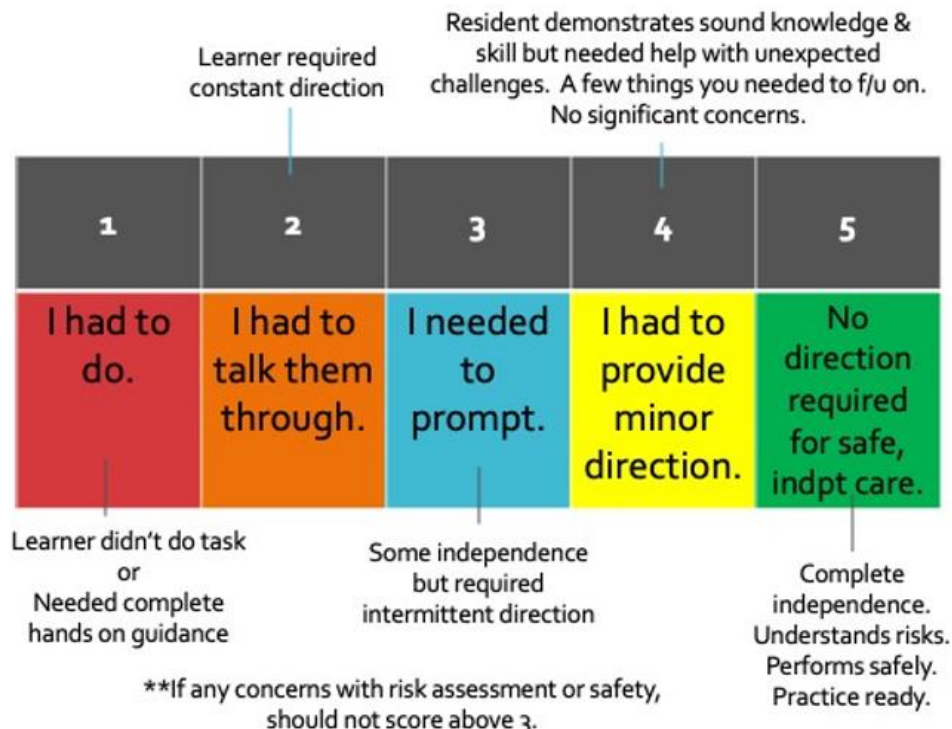 Resident demonstrates sound knowledge &
skill but needed help with unexpected
challenges. A few things you needed to f/u on.
No significant concerns.
Learner required
constant direction
1
2
3
4
5
I had to
do.
I had to
talk them
through.
I needed
to
prompt.
I had to
provide
minor
direction.
No
direction
required
for safe,
indpt care.
Learner didn't do task
or
Needed complete
hands on guidance
Some independence
but required
intermittent direction
Complete
independence.
Understands risks.
Performs safely.
Practice ready.
**If any concerns with risk assessment or safety,
should not score above 3.